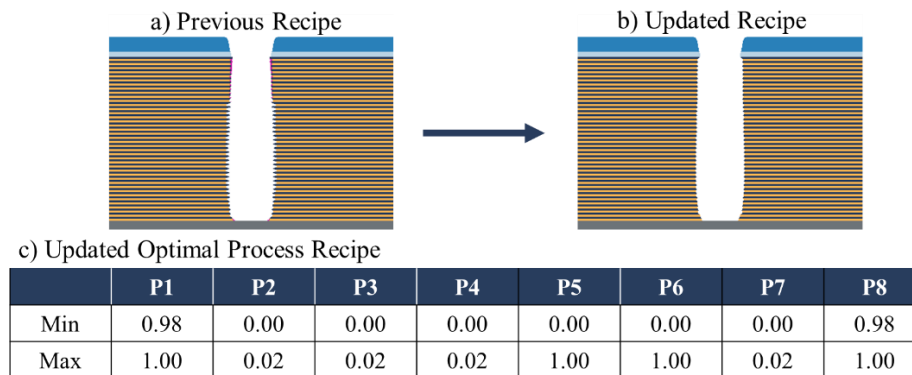 a) Previous Recipe
b) Updated Recipe
c) Updated Optimal Process Recipe
P1 P2 P3 P4 P5 P6 P7 P8
Min 0.98 0.00 0.00 0.00 0.00 0.00 0.00 0.98
Max 1.00 0.02 0.02 0.02 1.00 1.00 0.02 1.00